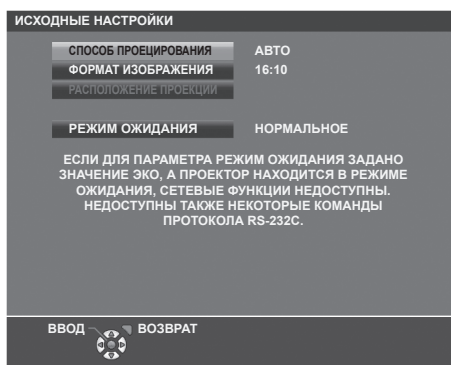 ИСХОДНЫЕ НАСТРОЙКИ
СПОСОБ ПРОЕЦИРОВАНИЯ АВТО
ФОРМАТ ИЗОБРАЖЕНИЯ 16:10
РАСПОЛОЖЕНИЕ ПРОЕКЦИИ
РЕЖИМ ОЖИДАНИЯ НОРМАЛЬНОЕ
ЕСЛИ ДЛЯ ПАРАМЕТРА РЕЖИМ ОЖИДАНИЯ ЗАДАНО
ЗНАЧЕНИЕ ЭКО, А ПРОЕКТОР НАХОДИТСЯ В РЕЖИМЕ
ОЖИДАНИЯ, СЕТЕВЫЕ ФУНКЦИИ НЕДОСТУПНЫ.
НЕДОСТУПНЫ ТАКЖЕ НЕКОТОРЫЕ КОМАНДЫ
ПРОТОКОЛА RS-232C.
ВВОД ВОЗВРАТ